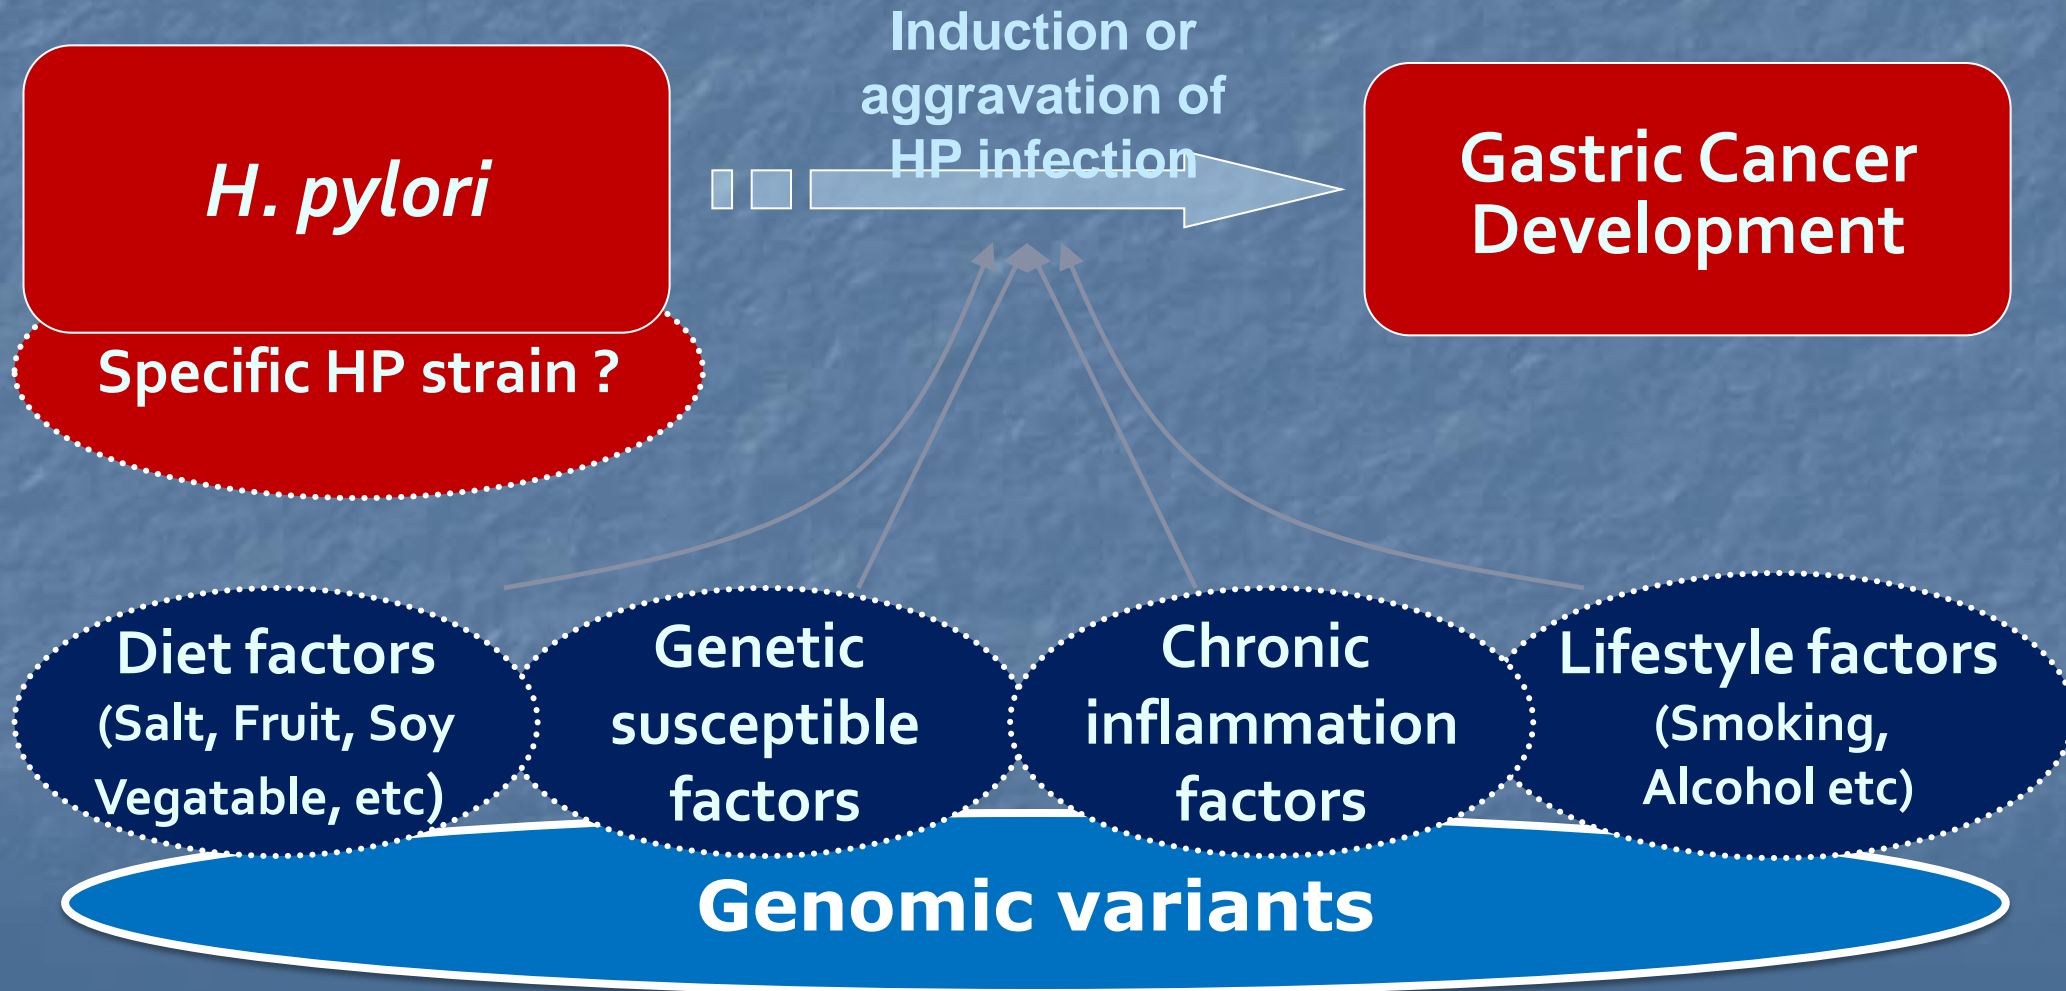 Induction or
aggravation of
HP infection
H. pylori
Gastric Cancer
Development
Specific HP strain ?
Diet factors
(Salt, Fruit, Soy
Vegatable, etc)
Genetic
susceptible
factors
Chronic
inflammation
factors
Lifestyle factors
(Smoking,
Alcohol etc)
Genomic variants